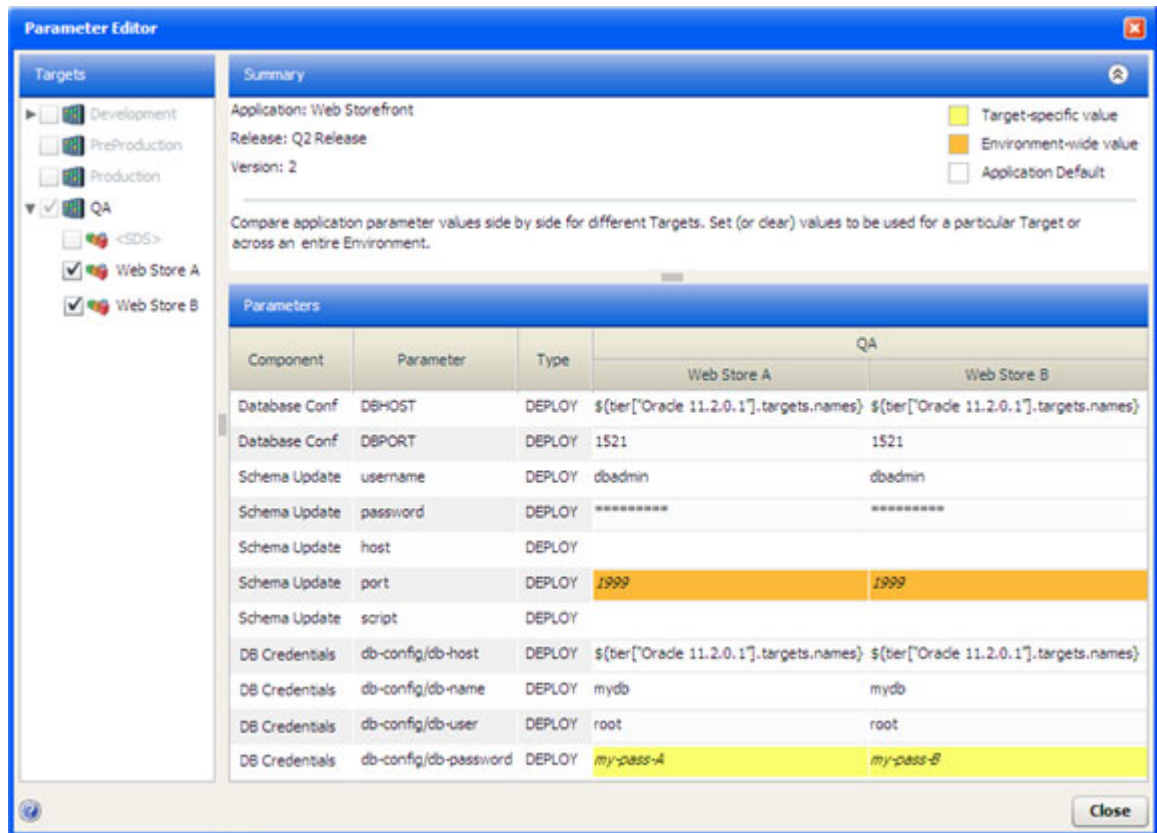 Parameter Editor
Targets
Development
PreProduction
Production
QA
<SDS>
Web Store A
Web Store B
Summary
Application: Web Storefront
Release: Q2 Release
Version: 2
Target-specific value
Environment-wide value
Application Default
Compare application parameter values side by side for different Targets. Set (or clear) values to be used for a particular Target or
across an entire Environment.
Parameters
Component Parameter Type QA
Web Store A Web Store B
Database Conf DBHOST DEPLOY ${tier["Oracle 11.2.0.1"].targets.names} ${tier["Oracle 11.2.0.1"].targets.names}
Database Conf DBPORT DEPLOY 1521 1521
Schema Update username DEPLOY dbadmin dbadmin
Schema Update password DEPLOY ********* *********
Schema Update host DEPLOY
Schema Update port DEPLOY 1999 1999
Schema Update script DEPLOY
DB Credentials db-config/db-host DEPLOY ${tier["Oracle 11.2.0.1"].targets.names} ${tier["Oracle 11.2.0.1"].targets.names}
DB Credentials db-config/db-name DEPLOY mydb mydb
DB Credentials db-config/db-user DEPLOY root root
DB Credentials db-config/db-password DEPLOY my-pass-A my-pass-B
Close